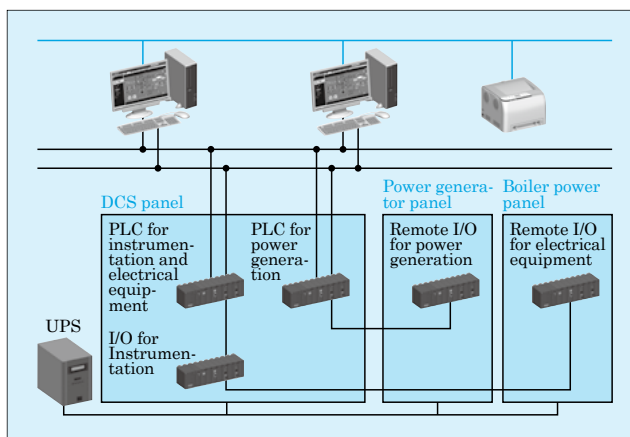 DCS panel
Power genera-
tor panel
Boiler power
panel
PLC for
instrumen-
tation and
electrical
equip-
ment
PLC for
power
genera-
tion
Remote I/O
for power
generation
Remote I/O
for electrical
equipment
UPS
I/O for
Instrumen-
tation